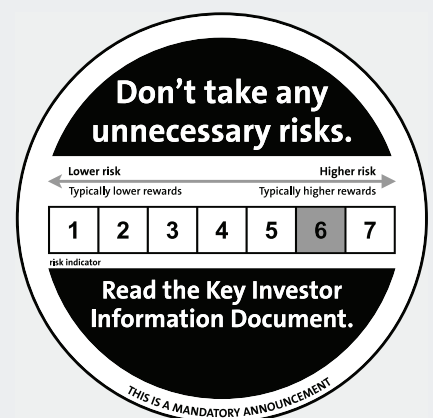 Don’t take any
unnecessary risks.
Lower risk Higher risk
Typically lower rewards Typically higher rewards
1 2 3 4 5 6 7
risk indicator
Read the Key Investor
Information Document.
THIS IS A MANDATORY ANNOUNCEMENT